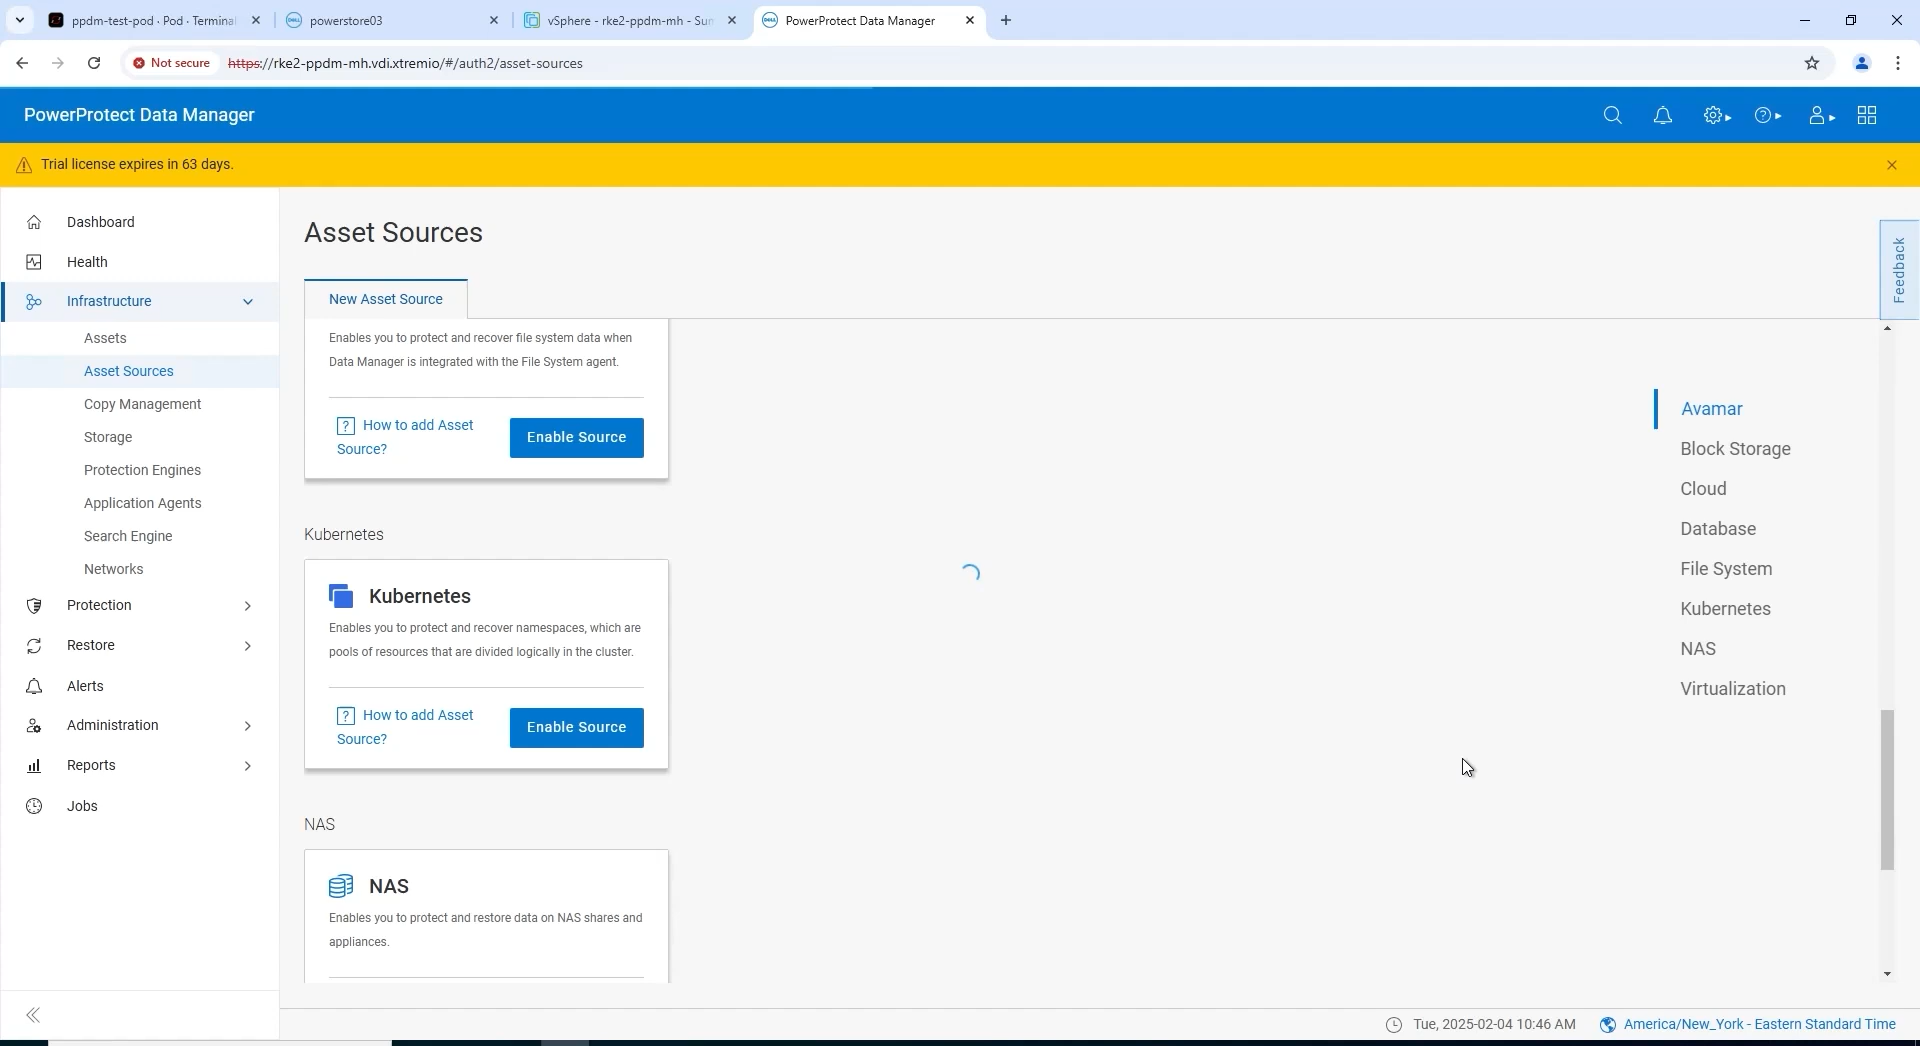 ppdm-test-pod · Pod · Termina
powerstore03
vSphere - rke2-ppdm-mh - Sum
PowerProtect Data Manager
Not secure
https://rke2-ppdm-mh.vdi.xtremio/#/auth2/asset-sources
PowerProtect Data Manager
Trial license expires in 63 days.
Dashboard
Health
Infrastructure
Assets
Asset Sources
Copy Management
Storage
Protection Engines
Application Agents
Search Engine
Networks
Protection
Restore
Alerts
Administration
Reports
Jobs
Asset Sources
New Asset Source
Enables you to protect and recover file system data when
Data Manager is integrated with the File System agent.
? How to add Asset
Source?
Enable Source
Kubernetes
Kubernetes
Enables you to protect and recover namespaces, which are
pools of resources that are divided logically in the cluster.
? How to add Asset
Source?
Enable Source
NAS
NAS
Enables you to protect and restore data on NAS shares and
appliances.
Feedback
Avamar
Block Storage
Cloud
Database
File System
Kubernetes
NAS
Virtualization
Tue, 2025-02-04 10:46 AM
America/New_York - Eastern Standard Time